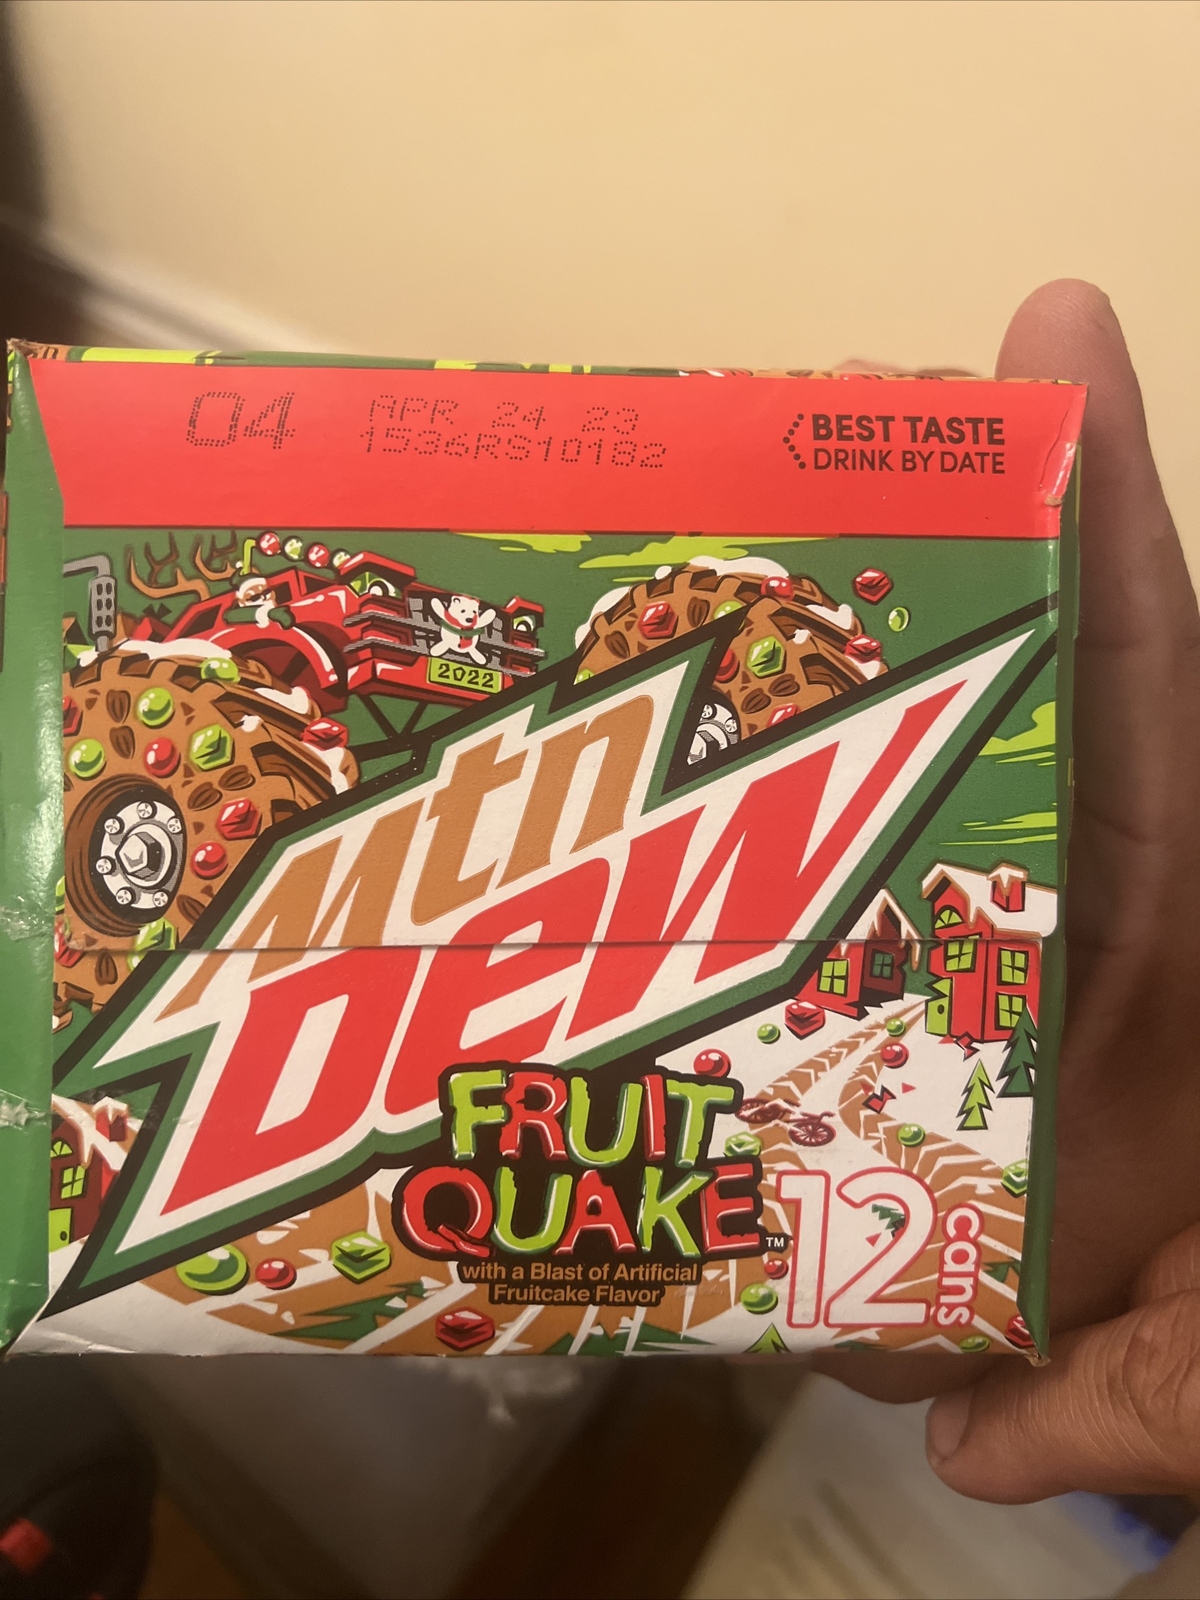 04
APR 24 23
1536RS10182
BEST TASTE
DRINK BY DATE
2022
Mtn
DEW
FRUIT
QUAKE™
with a Blast of Artificial
Fruitcake Flavor
12
cans